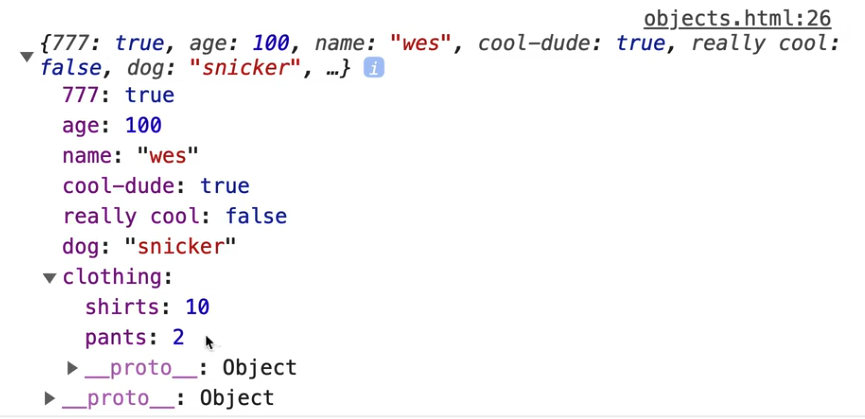 objects.html:26
▼ {777: true, age: 100, name: "wes", cool-dude: true, really cool:
false, dog: "snicker", …} i
777: true
age: 100
name: "wes"
cool-dude: true
really cool: false
dog: "snicker"
▼ clothing:
shirts: 10
pants: 2
▶ __proto__: Object
▶ __proto__: Object